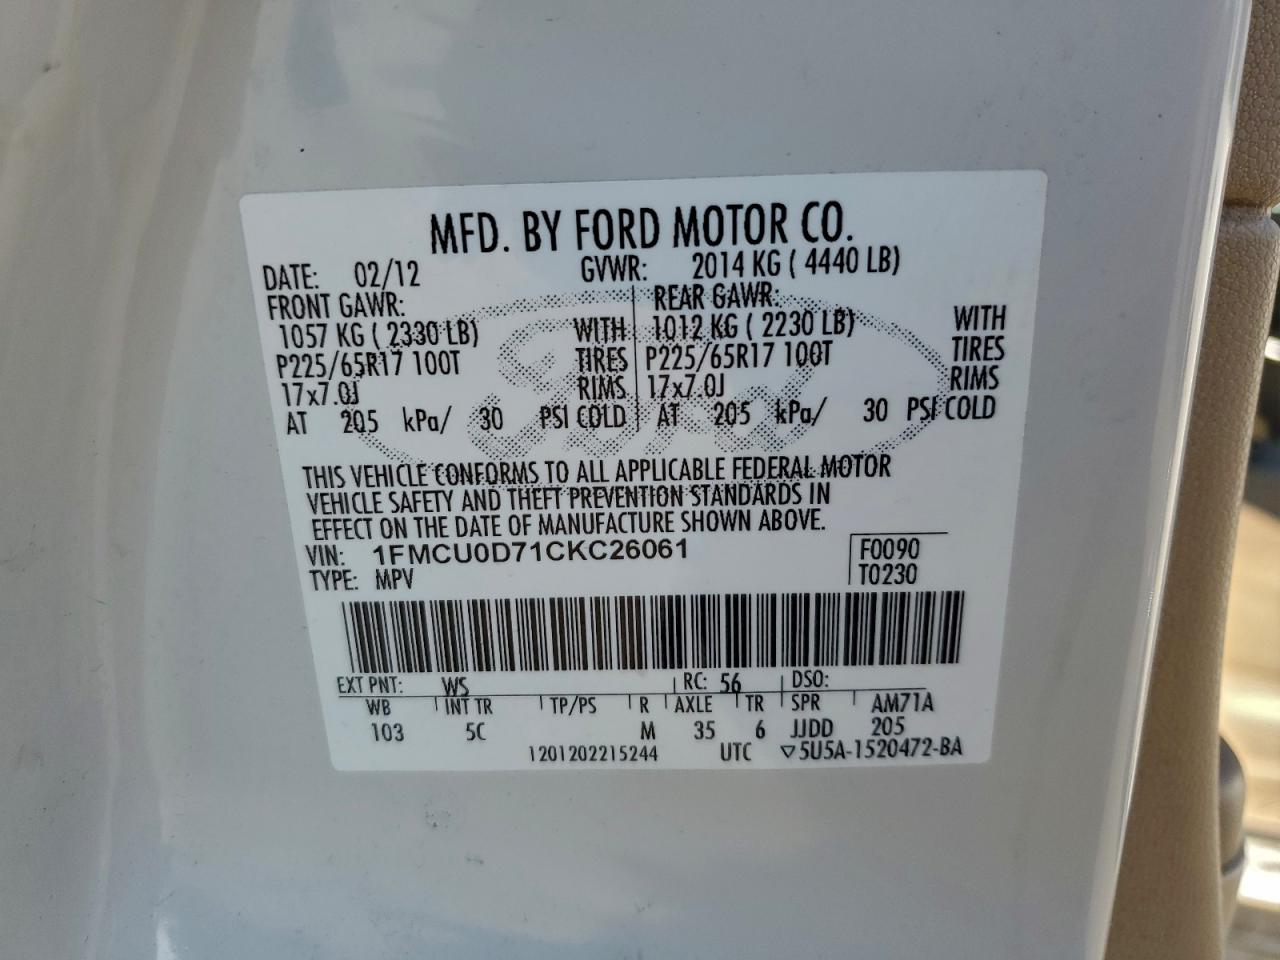 MFD. BY FORD MOTOR CO.
DATE: 02/12 GVWR: 2014 KG ( 4440 LB)
FRONT GAWR: REAR GAWR:
1057 KG ( 2330 LB) WITH 1012 KG ( 2230 LB) WITH
P225/65R17 100T TIRES P225/65R17 100T TIRES
17x7.0J RIMS 17x7.0J RIMS
AT 205 kPa/ 30 PSI COLD AT 205 kPa/ 30 PSI COLD
Ford
THIS VEHICLE CONFORMS TO ALL APPLICABLE FEDERAL MOTOR
VEHICLE SAFETY AND THEFT PREVENTION STANDARDS IN
EFFECT ON THE DATE OF MANUFACTURE SHOWN ABOVE.
VIN: 1FMCU0D71CKC26061 F0090
TYPE: MPV T0230
EXT PNT: WS RC: 56 DSO:
WB INT TR TP/PS R AXLE TR SPR AM71A
103 5C M 35 6 JJDD 205
1201202215244 UTC ▽5U5A-1520472-BA